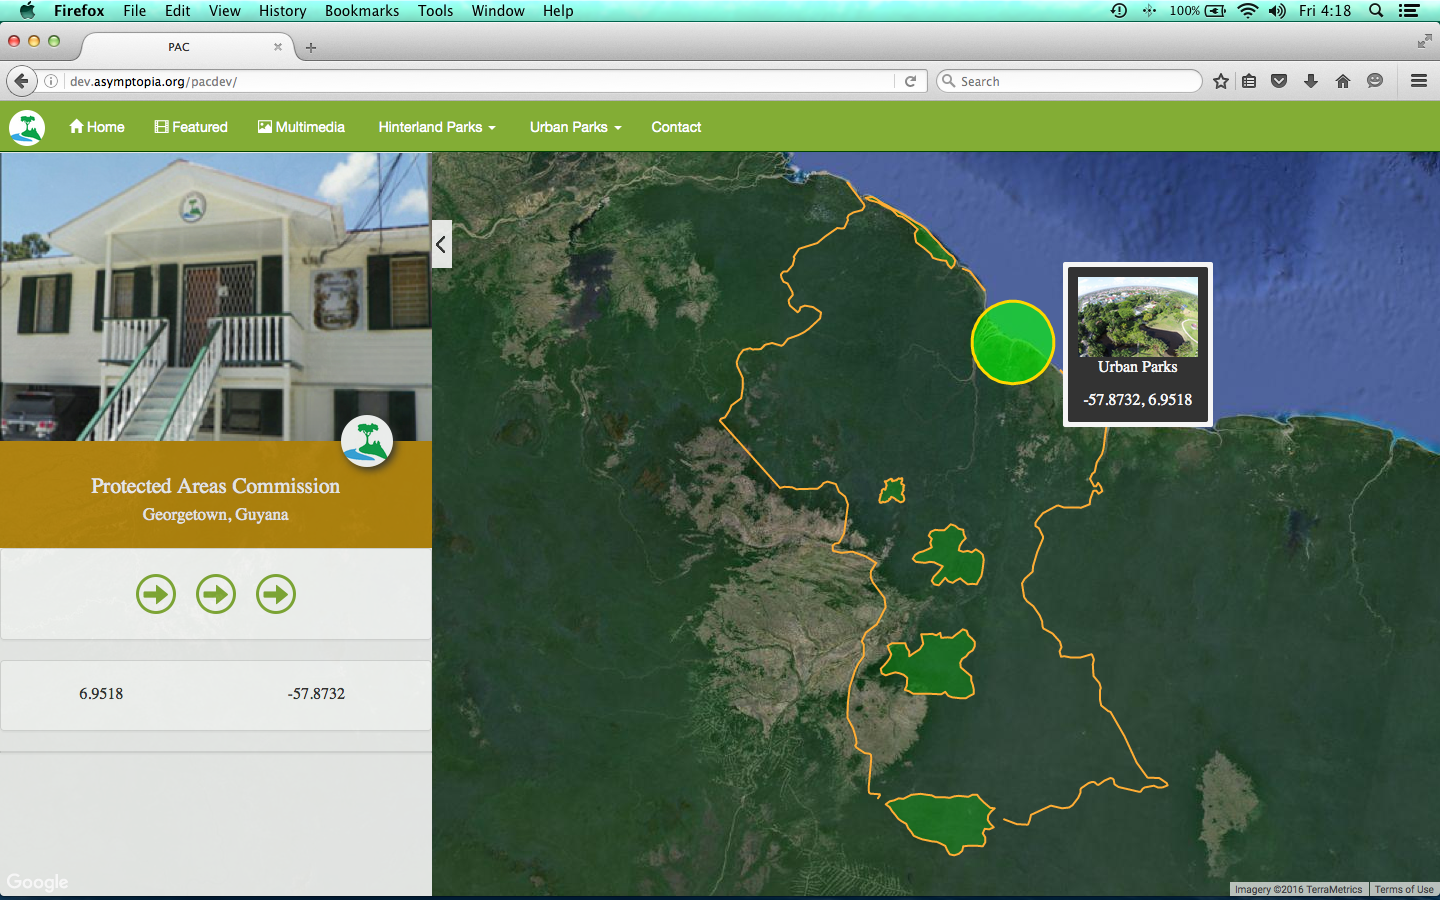 Firefox File Edit View History Bookmarks Tools Window Help 100% Fri 4:18
PAC
dev.asymptopia.org/pacdev/
Search
Home Featured Multimedia Hinterland Parks Urban Parks Contact
Urban Parks
-57.8732, 6.9518
Protected Areas Commission
Georgetown, Guyana
6.9518 -57.8732
Google
Imagery ©2016 TerraMetrics Terms of Use